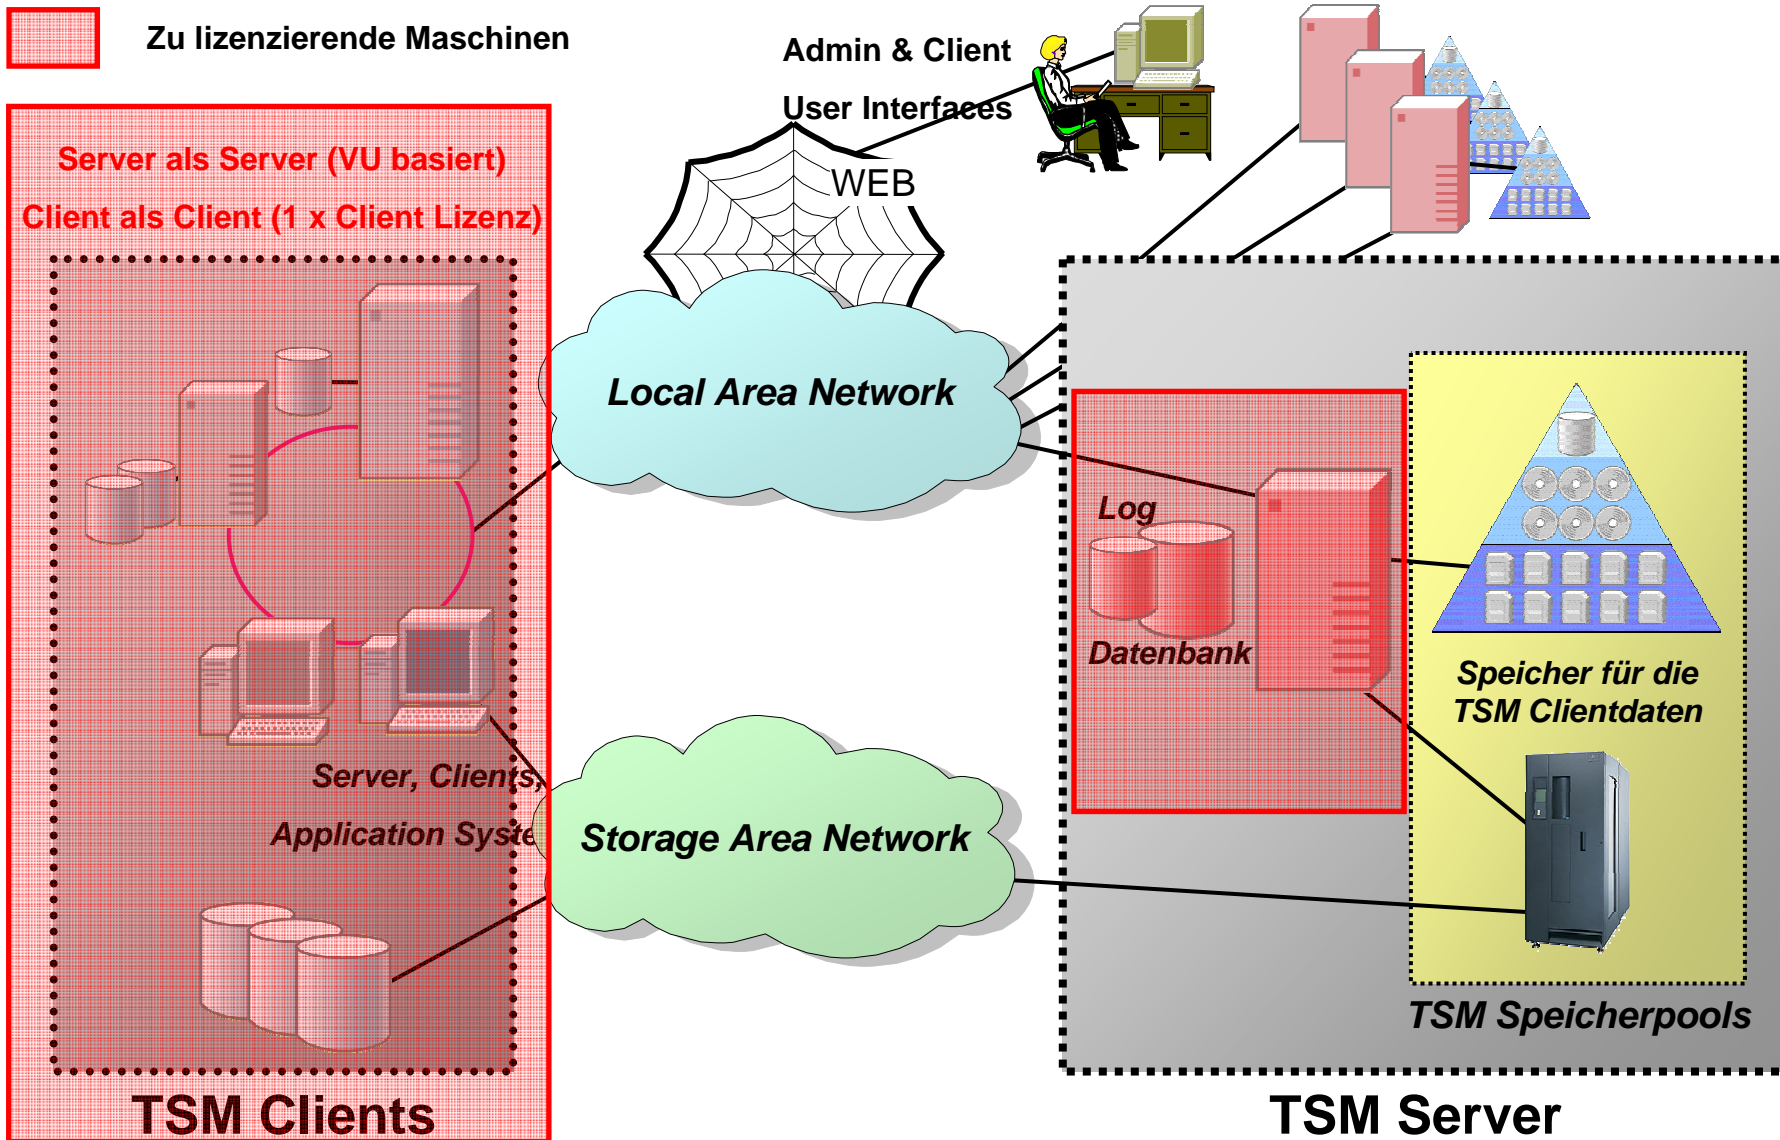 Zu lizenzierende Maschinen
Admin & Client
User Interfaces
WEB
Server als Server (VU basiert)
Client als Client (1 x Client Lizenz)
Local Area Network
Log
Datenbank
Speicher für die
TSM Clientdaten
Server, Clients,
Application Syste
Storage Area Network
TSM Speicherpools
TSM Clients
TSM Server